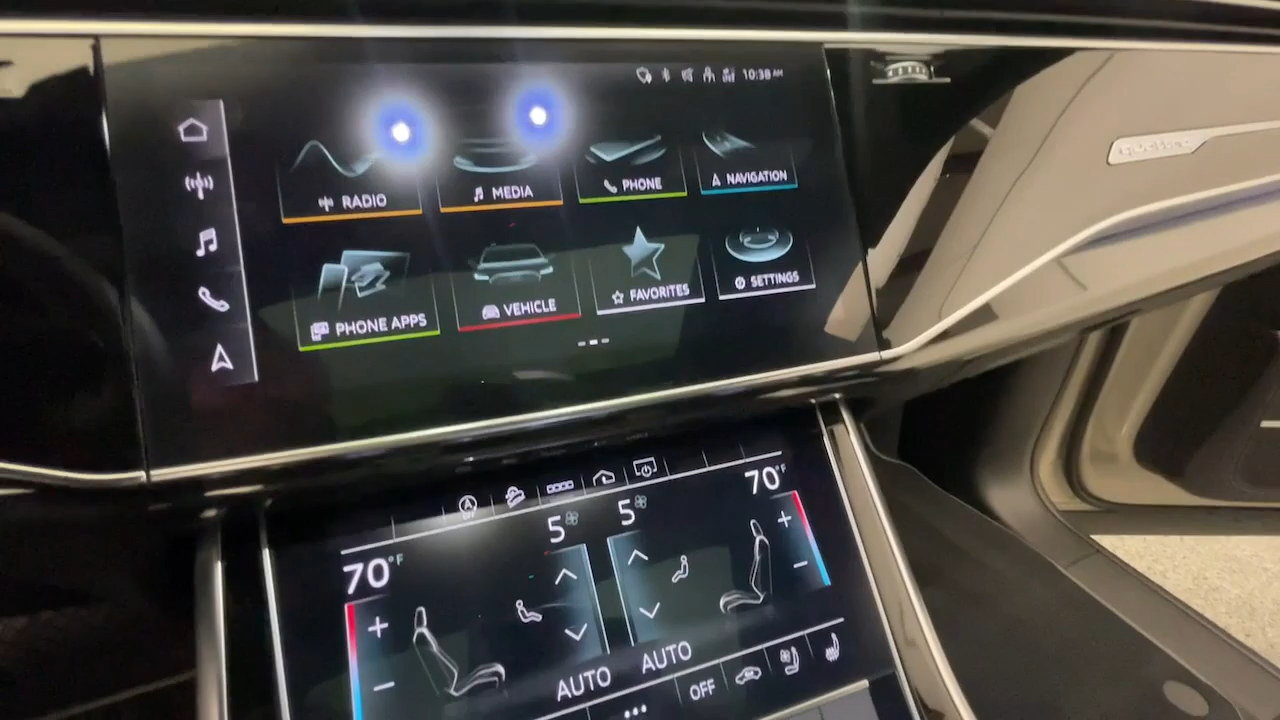 10:38 AM
RADIO
MEDIA
PHONE
NAVIGATION
PHONE APPS
VEHICLE
FAVORITES
SETTINGS
quattro
70°F
5
5
70°F
AUTO
AUTO
OFF